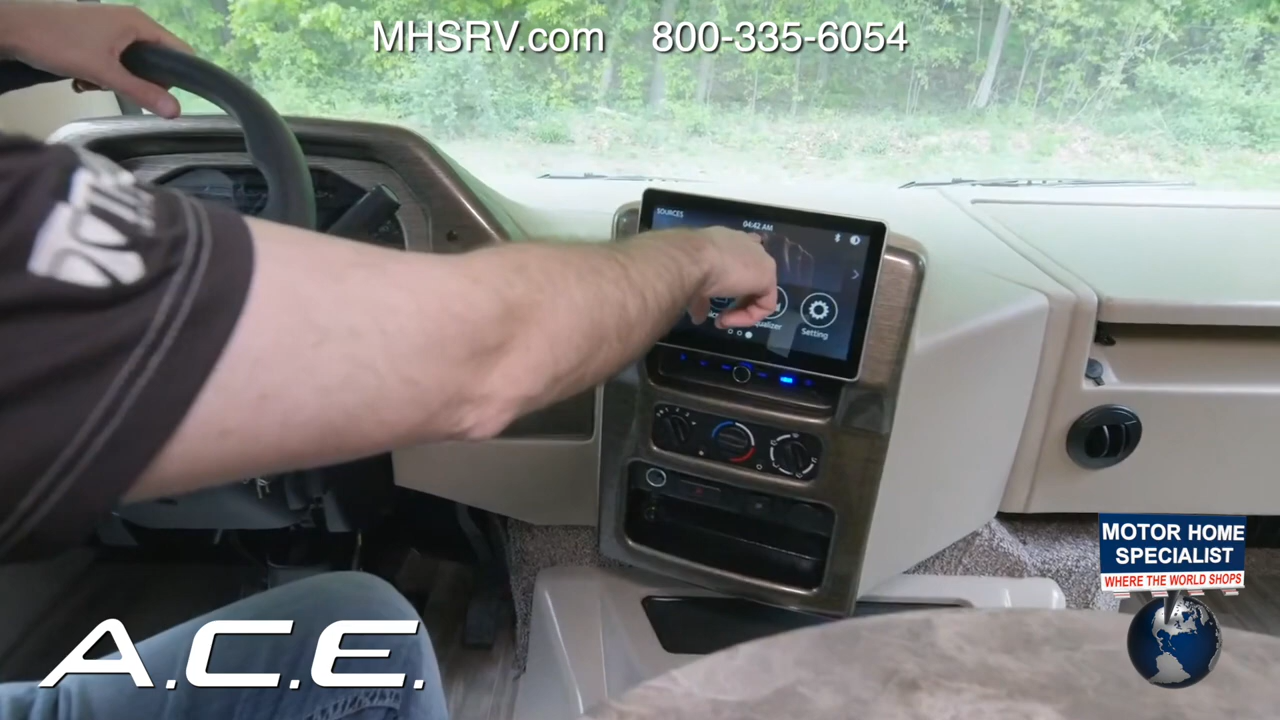 MHSRV.com 800-335-6054
SOURCES
04:42 AM
Setting
MOTOR HOME
SPECIALIST
WHERE THE WORLD SHOPS
A.C.E.